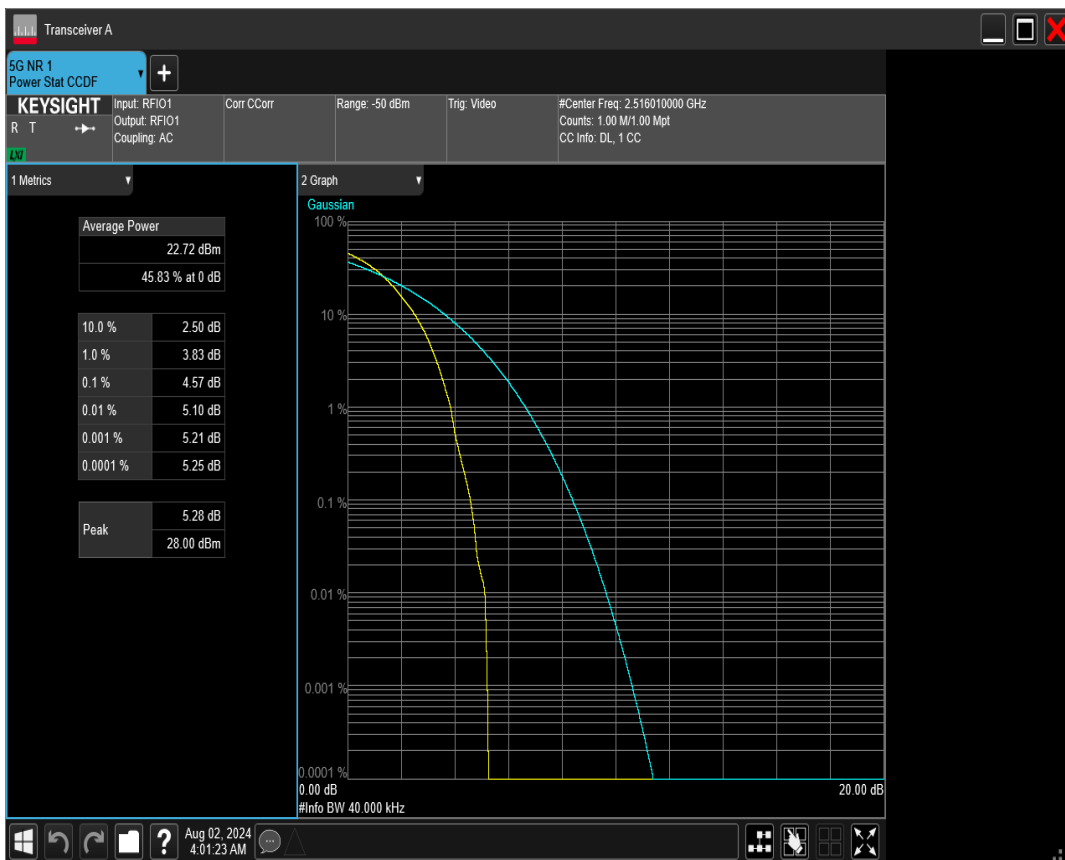 Transceiver A
5G NR 1
Power Stat CCDF
+
KEYSIGHT
R T
LXI
Input: RFIO1
Output: RFIO1
Coupling: AC
Corr CCorr
Range: -50 dBm
Trig: Video
#Center Freq: 2.516010000 GHz
Counts: 1.00 M/1.00 Mpt
CC Info: DL, 1 CC
1 Metrics
Average Power
22.72 dBm
45.83 % at 0 dB
10.0 % 2.50 dB
1.0 % 3.83 dB
0.1 % 4.57 dB
0.01 % 5.10 dB
0.001 % 5.21 dB
0.0001 % 5.25 dB
Peak
5.28 dB
28.00 dBm
2 Graph
Gaussian
100 %
10 %
1 %
0.1 %
0.01 %
0.001 %
0.0001 %
0.00 dB 20.00 dB
#Info BW 40.000 kHz
?
Aug 02, 2024
4:01:23 AM